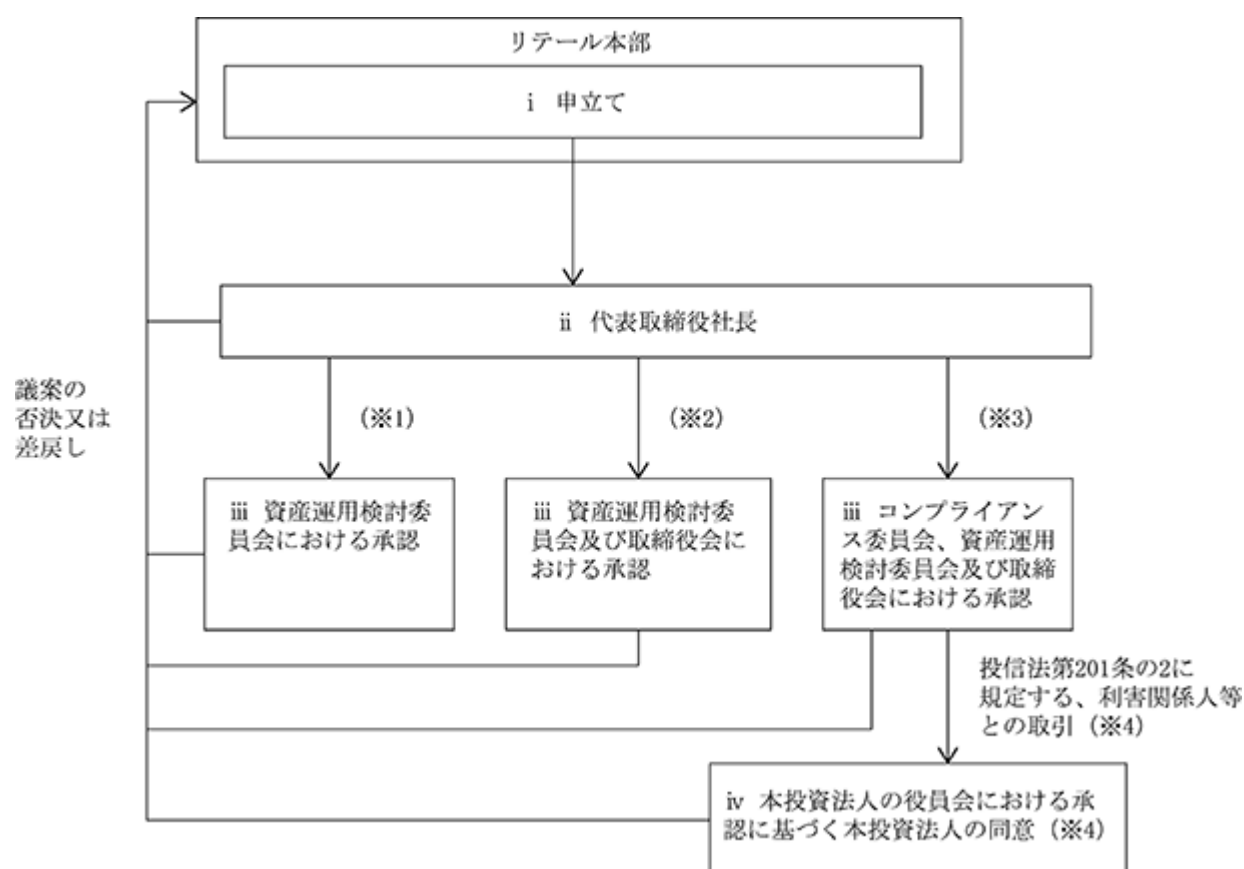 リテール本部
ⅰ 申立て
ⅱ 代表取締役社長
議案の
否決又は
差戻し
(※1)
(※2)
(※3)
ⅲ 資産運用検討委
員会における承認
ⅲ 資産運用検討委
員会及び取締役会に
おける承認
ⅲ コンプライアン
ス委員会、資産運用
検討委員会及び取締
役会における承認
投信法第201条の2に
規定する、利害関係人等
との取引(※4)
ⅳ 本投資法人の役員会における承
認に基づく本投資法人の同意(※4)